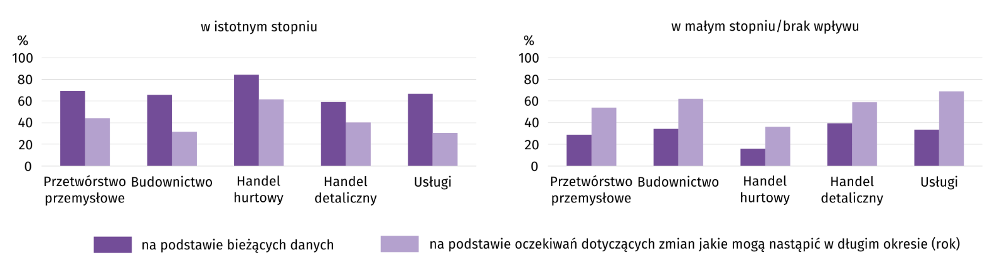 w istotnym stopniu
%
100
80
60
40
20
0
Przetwórstwo przemysłowe
Budownictwo
Handel hurtowy
Handel detaliczny
Usługi
w małym stopniu/brak wpływu
%
100
80
60
40
20
0
Przetwórstwo przemysłowe
Budownictwo
Handel hurtowy
Handel detaliczny
Usługi
na podstawie bieżących danych
na podstawie oczekiwań dotyczących zmian jakie mogą nastąpić w długim okresie (rok)